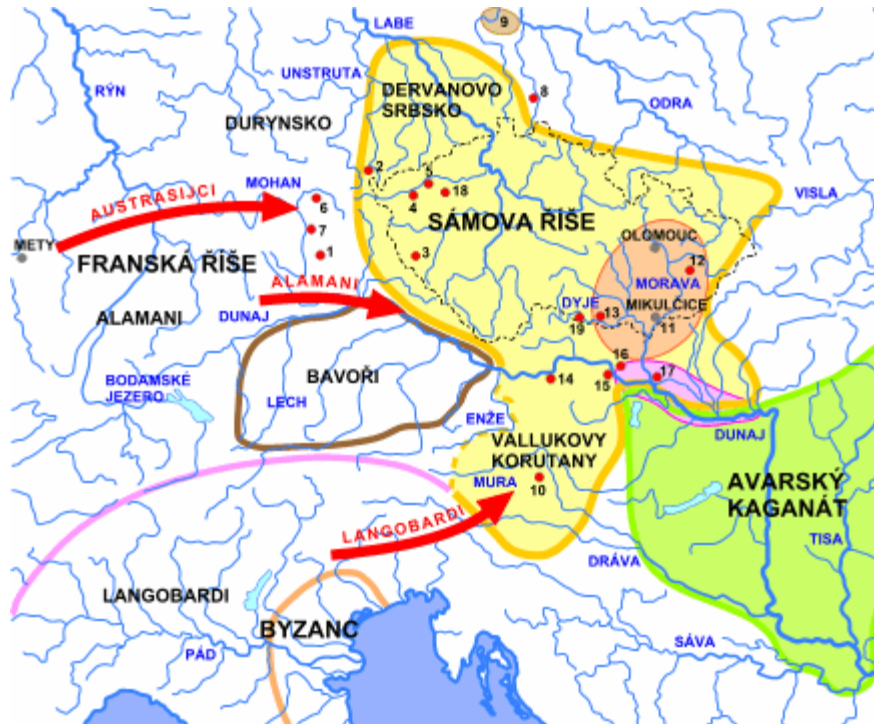 9
LABE
RÝN
UNSTRUTA
DERVANOVO
SRBSKO
8
ODRA
DURYNSKO
MOHAN
2
5
18
4
VISLA
AUSTRASIJCI
6
7
1
SÁMOVA ŘÍŠE
OLOMOUC
METY
FRANSKÁ ŘÍŠE
3
12
MORAVA
ALAMANI
ALAMANI
DUNAJ
DYJE
13
19
MIKULČICE
11
BAVOŘI
16
17
15
14
BODAMSKÉ
JEZERO
LECH
ENŽE
DUNAJ
VALLUKOVY
KORUTANY
MURA
10
AVARSKÝ
KAGANÁT
LANGOBARDI
TISA
DRÁVA
LANGOBARDI
BYZANC
PÁD
SÁVA